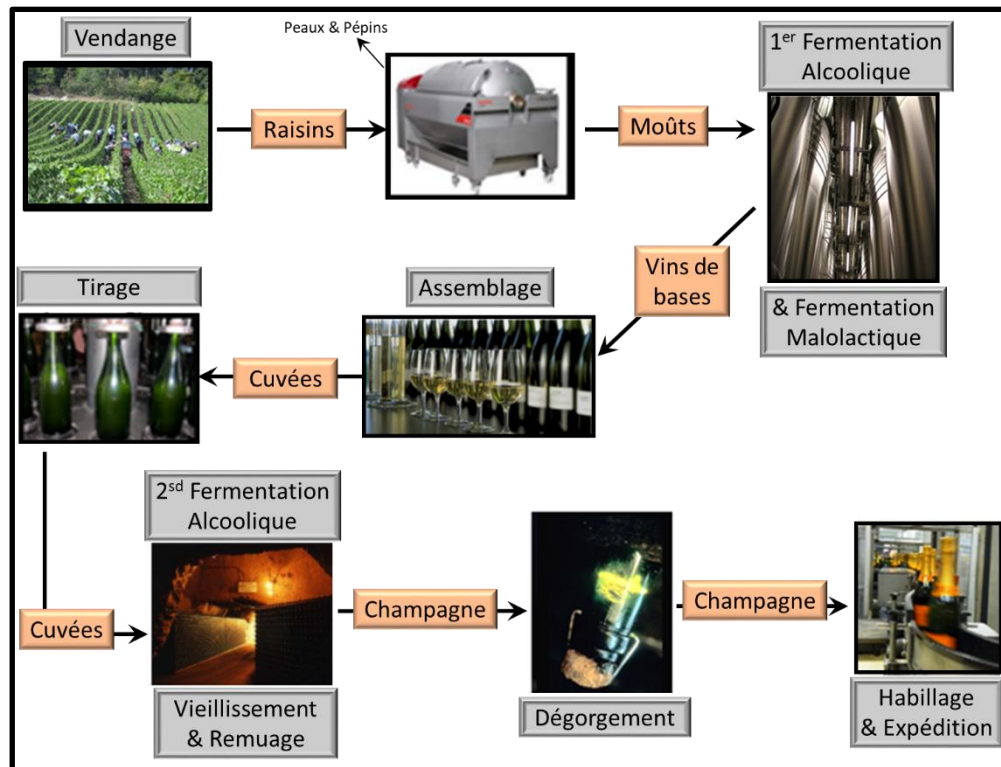 Vendange
Peaux & Pépins
Raisins
Moûts
1er Fermentation
Alcoolique
& Fermentation
Malolactique
Vins de
bases
Assemblage
Cuvées
Tirage
Cuvées
2sd Fermentation
Alcoolique
Vieillissement
& Remuage
Champagne
Dégorgement
Champagne
Habillage
& Expédition